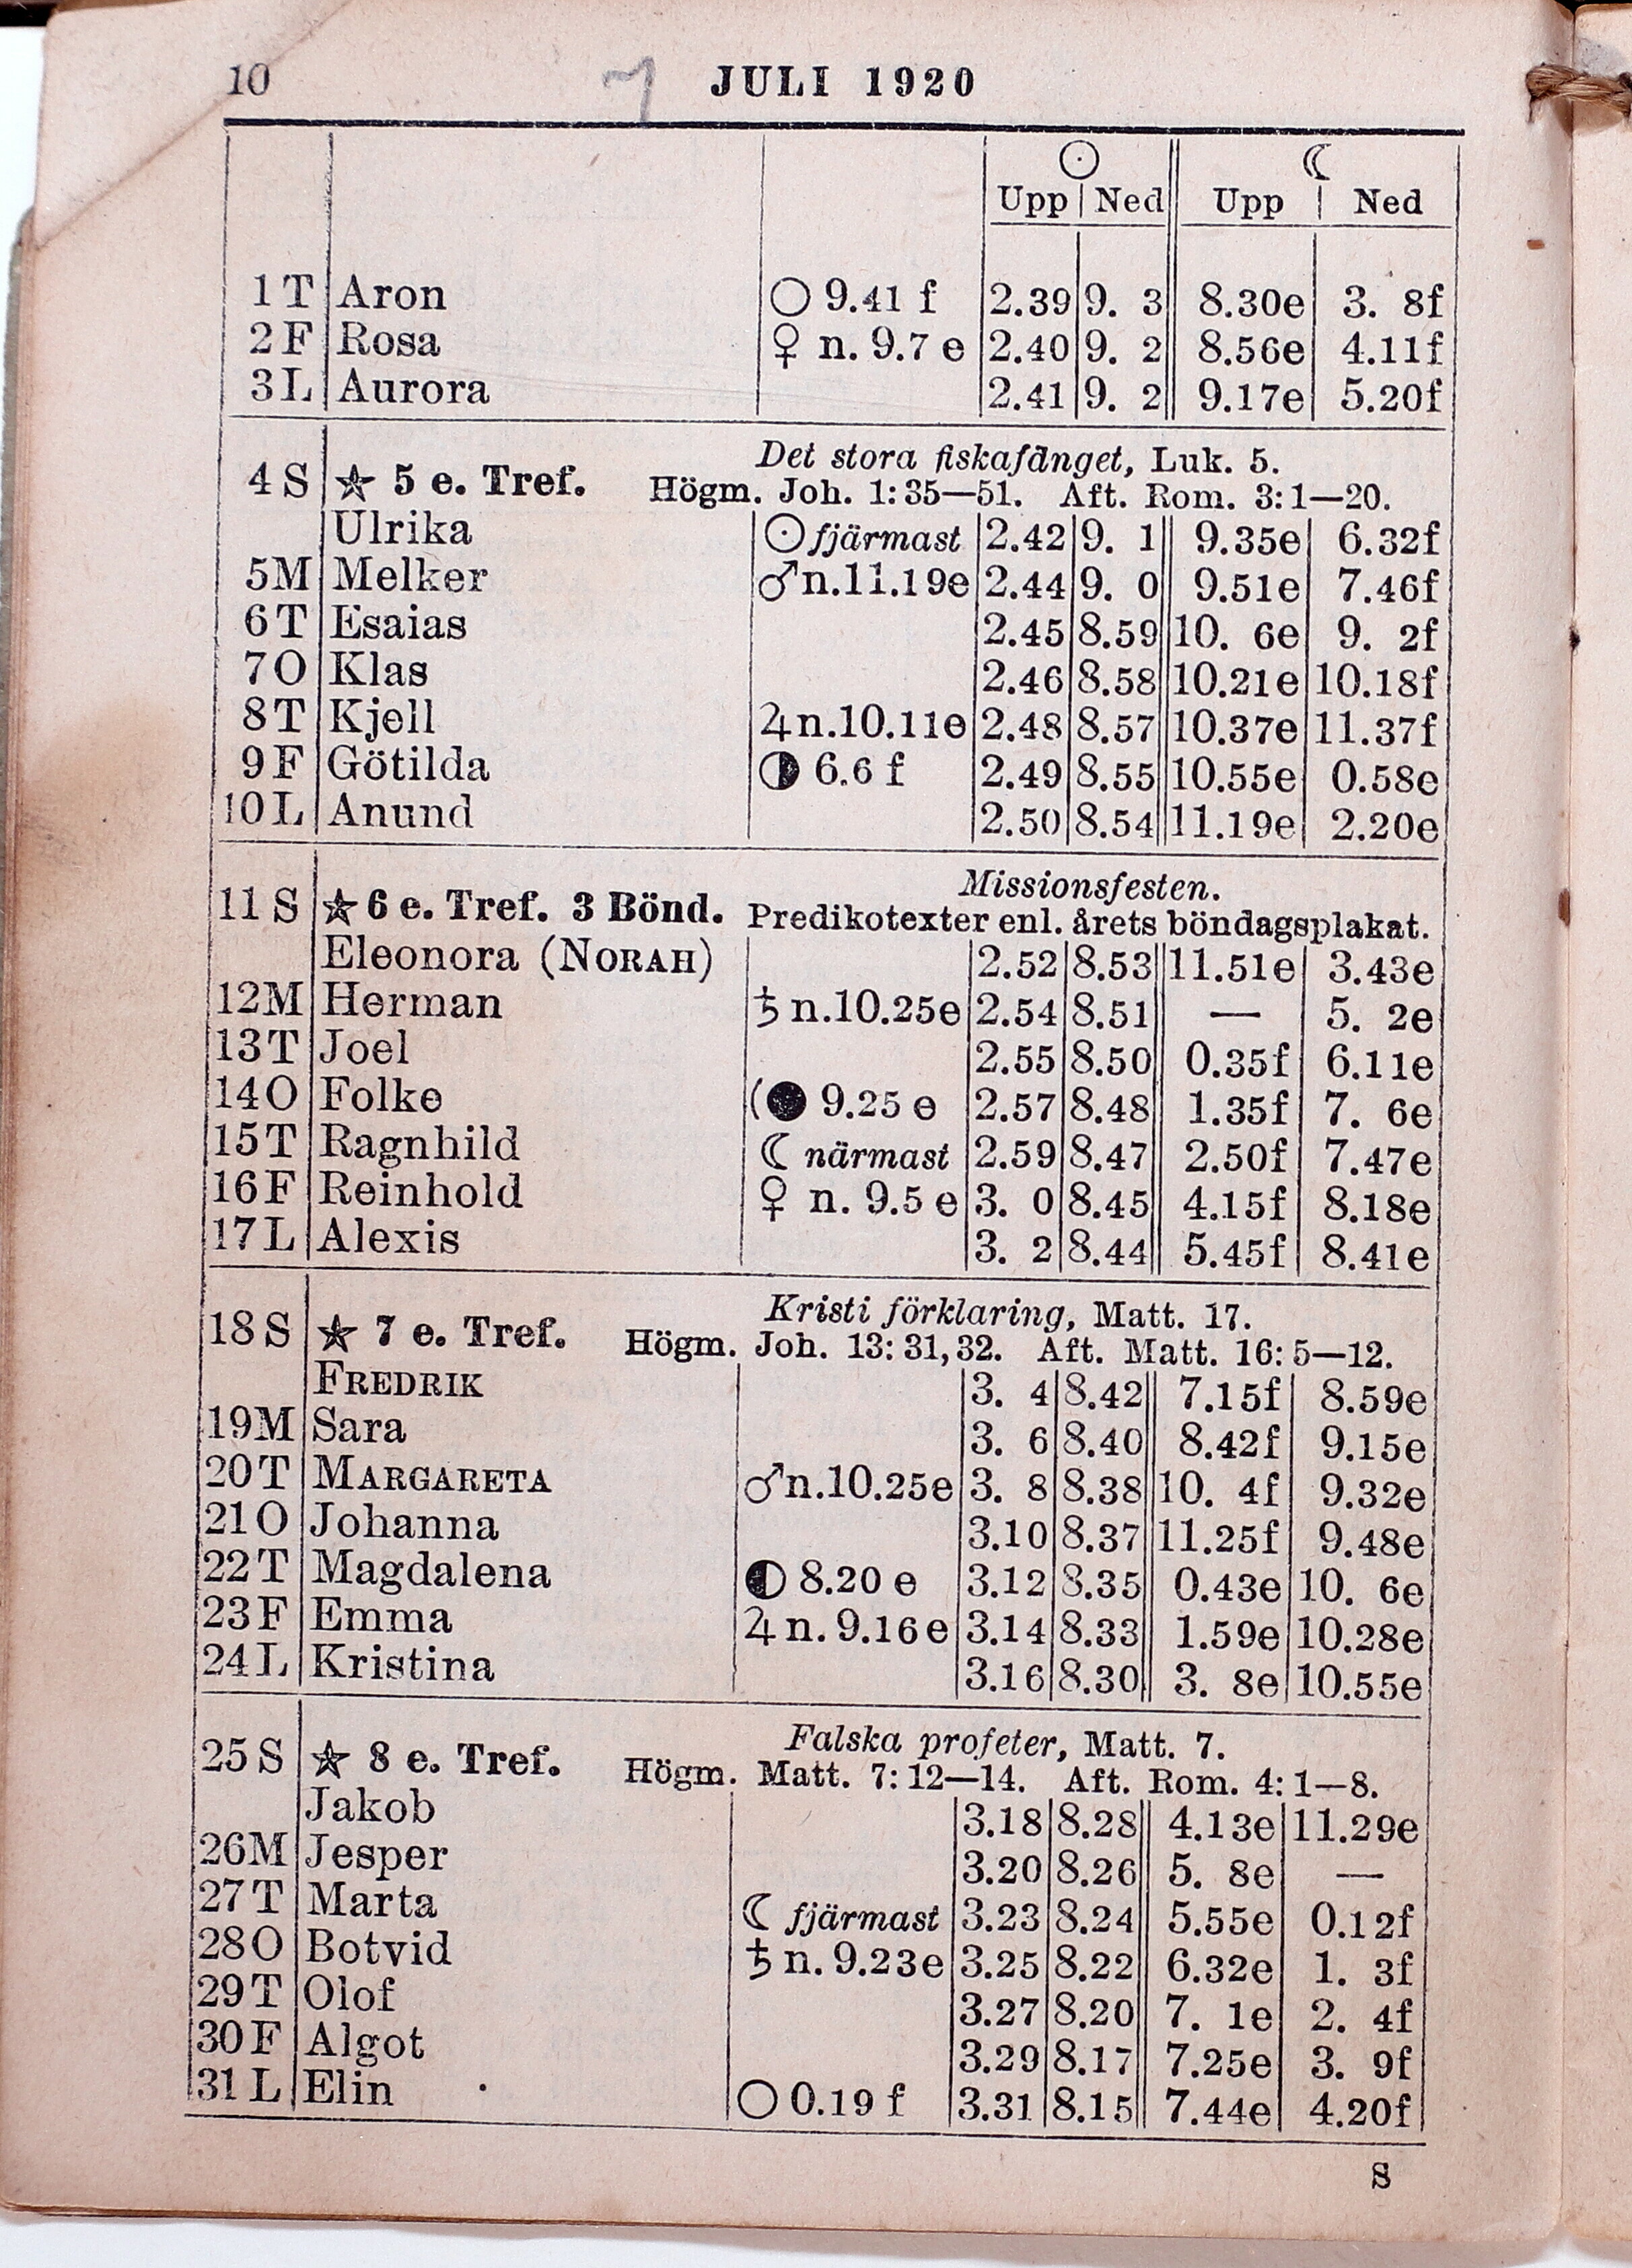 10 7 JULI 1920
☉ ☾
Upp Ned Upp Ned
1 T Aron ○ 9.41 f 2.39 9. 3 8.30e 3. 8f
2 F Rosa ♀ n. 9.7 e 2.40 9. 2 8.56e 4.11f
3 L Aurora 2.41 9. 2 9.17e 5.20f
Det stora fiskafänget, Luk. 5.
4 S ☆ 5 e. Tref. Högm. Joh. 1: 35—51. Aft. Rom. 3: 1—20.
Ulrika ☉ fjärmast 2.42 9. 1 9.35e 6.32f
5 M Melker ♂ n. 11.19e 2.44 9. 0 9.51e 7.46f
6 T Esaias 2.45 8.59 10. 6e 9. 2f
7 O Klas 2.46 8.58 10.21e 10.18f
8 T Kjell ♃ n. 10.11e 2.48 8.57 10.37e 11.37f
9 F Götilda ◑ 6.6 f 2.49 8.55 10.55e 0.58e
10 L Anund 2.50 8.54 11.19e 2.20e
Missionsfesten.
11 S ☆ 6 e. Tref. 3 Bönd. Predikotexter enl. årets böndagsplakat.
Eleonora (NORAH) 2.52 8.53 11.51e 3.43e
12 M Herman ♄ n. 10.25e 2.54 8.51 — 5. 2e
13 T Joel 2.55 8.50 0.35f 6.11e
14 O Folke (● 9.25 e 2.57 8.48 1.35f 7. 6e
15 T Ragnhild ☾ närmast 2.59 8.47 2.50f 7.47e
16 F Reinhold ♀ n. 9.5 e 3. 0 8.45 4.15f 8.18e
17 L Alexis 3. 2 8.44 5.45f 8.41e
Kristi förklaring, Matt. 17.
18 S ☆ 7 e. Tref. Högm. Joh. 13: 31, 32. Aft. Matt. 16: 5—12.
FREDRIK 3. 4 8.42 7.15f 8.59e
19 M Sara 3. 6 8.40 8.42f 9.15e
20 T MARGARETA ♂ n. 10.25e 3. 8 8.38 10. 4f 9.32e
21 O Johanna 3.10 8.37 11.25f 9.48e
22 T Magdalena ◐ 8.20 e 3.12 8.35 0.43e 10. 6e
23 F Emma ♃ n. 9.16 e 3.14 8.33 1.59e 10.28e
24 L Kristina 3.16 8.30 3. 8e 10.55e
Falska profeter, Matt. 7.
25 S ☆ 8 e. Tref. Högm. Matt. 7: 12—14. Aft. Rom. 4: 1—8.
Jakob 3.18 8.28 4.13e 11.29e
26 M Jesper 3.20 8.26 5. 8e —
27 T Marta ☾ fjärmast 3.23 8.24 5.55e 0.12f
28 O Botvid ♄ n. 9.23e 3.25 8.22 6.32e 1. 3f
29 T Olof 3.27 8.20 7. 1e 2. 4f
30 F Algot 3.29 8.17 7.25e 3. 9f
31 L Elin ○ 0.19 f 3.31 8.15 7.44e 4.20f
S